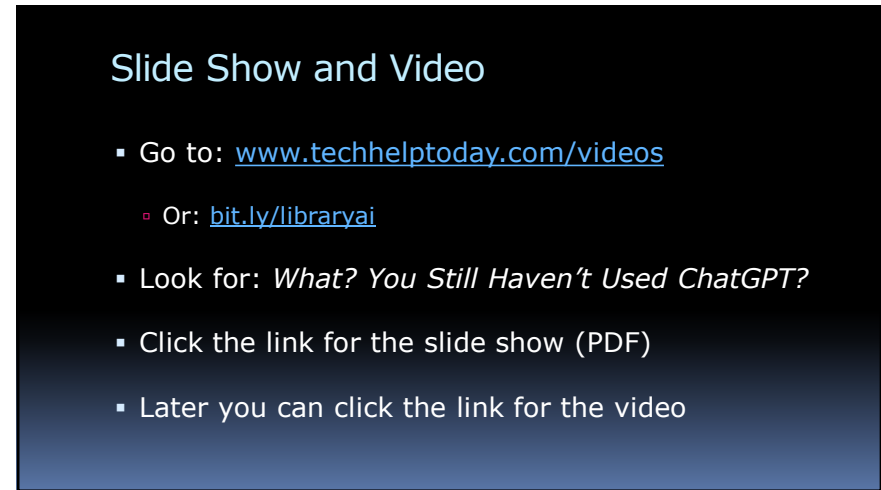 Slide Show and Video
▪ Go to: www.techhelptoday.com/videos
▫ Or: bit.ly/libraryai
▪ Look for: What? You Still Haven’t Used ChatGPT?
▪ Click the link for the slide show (PDF)
▪ Later you can click the link for the video